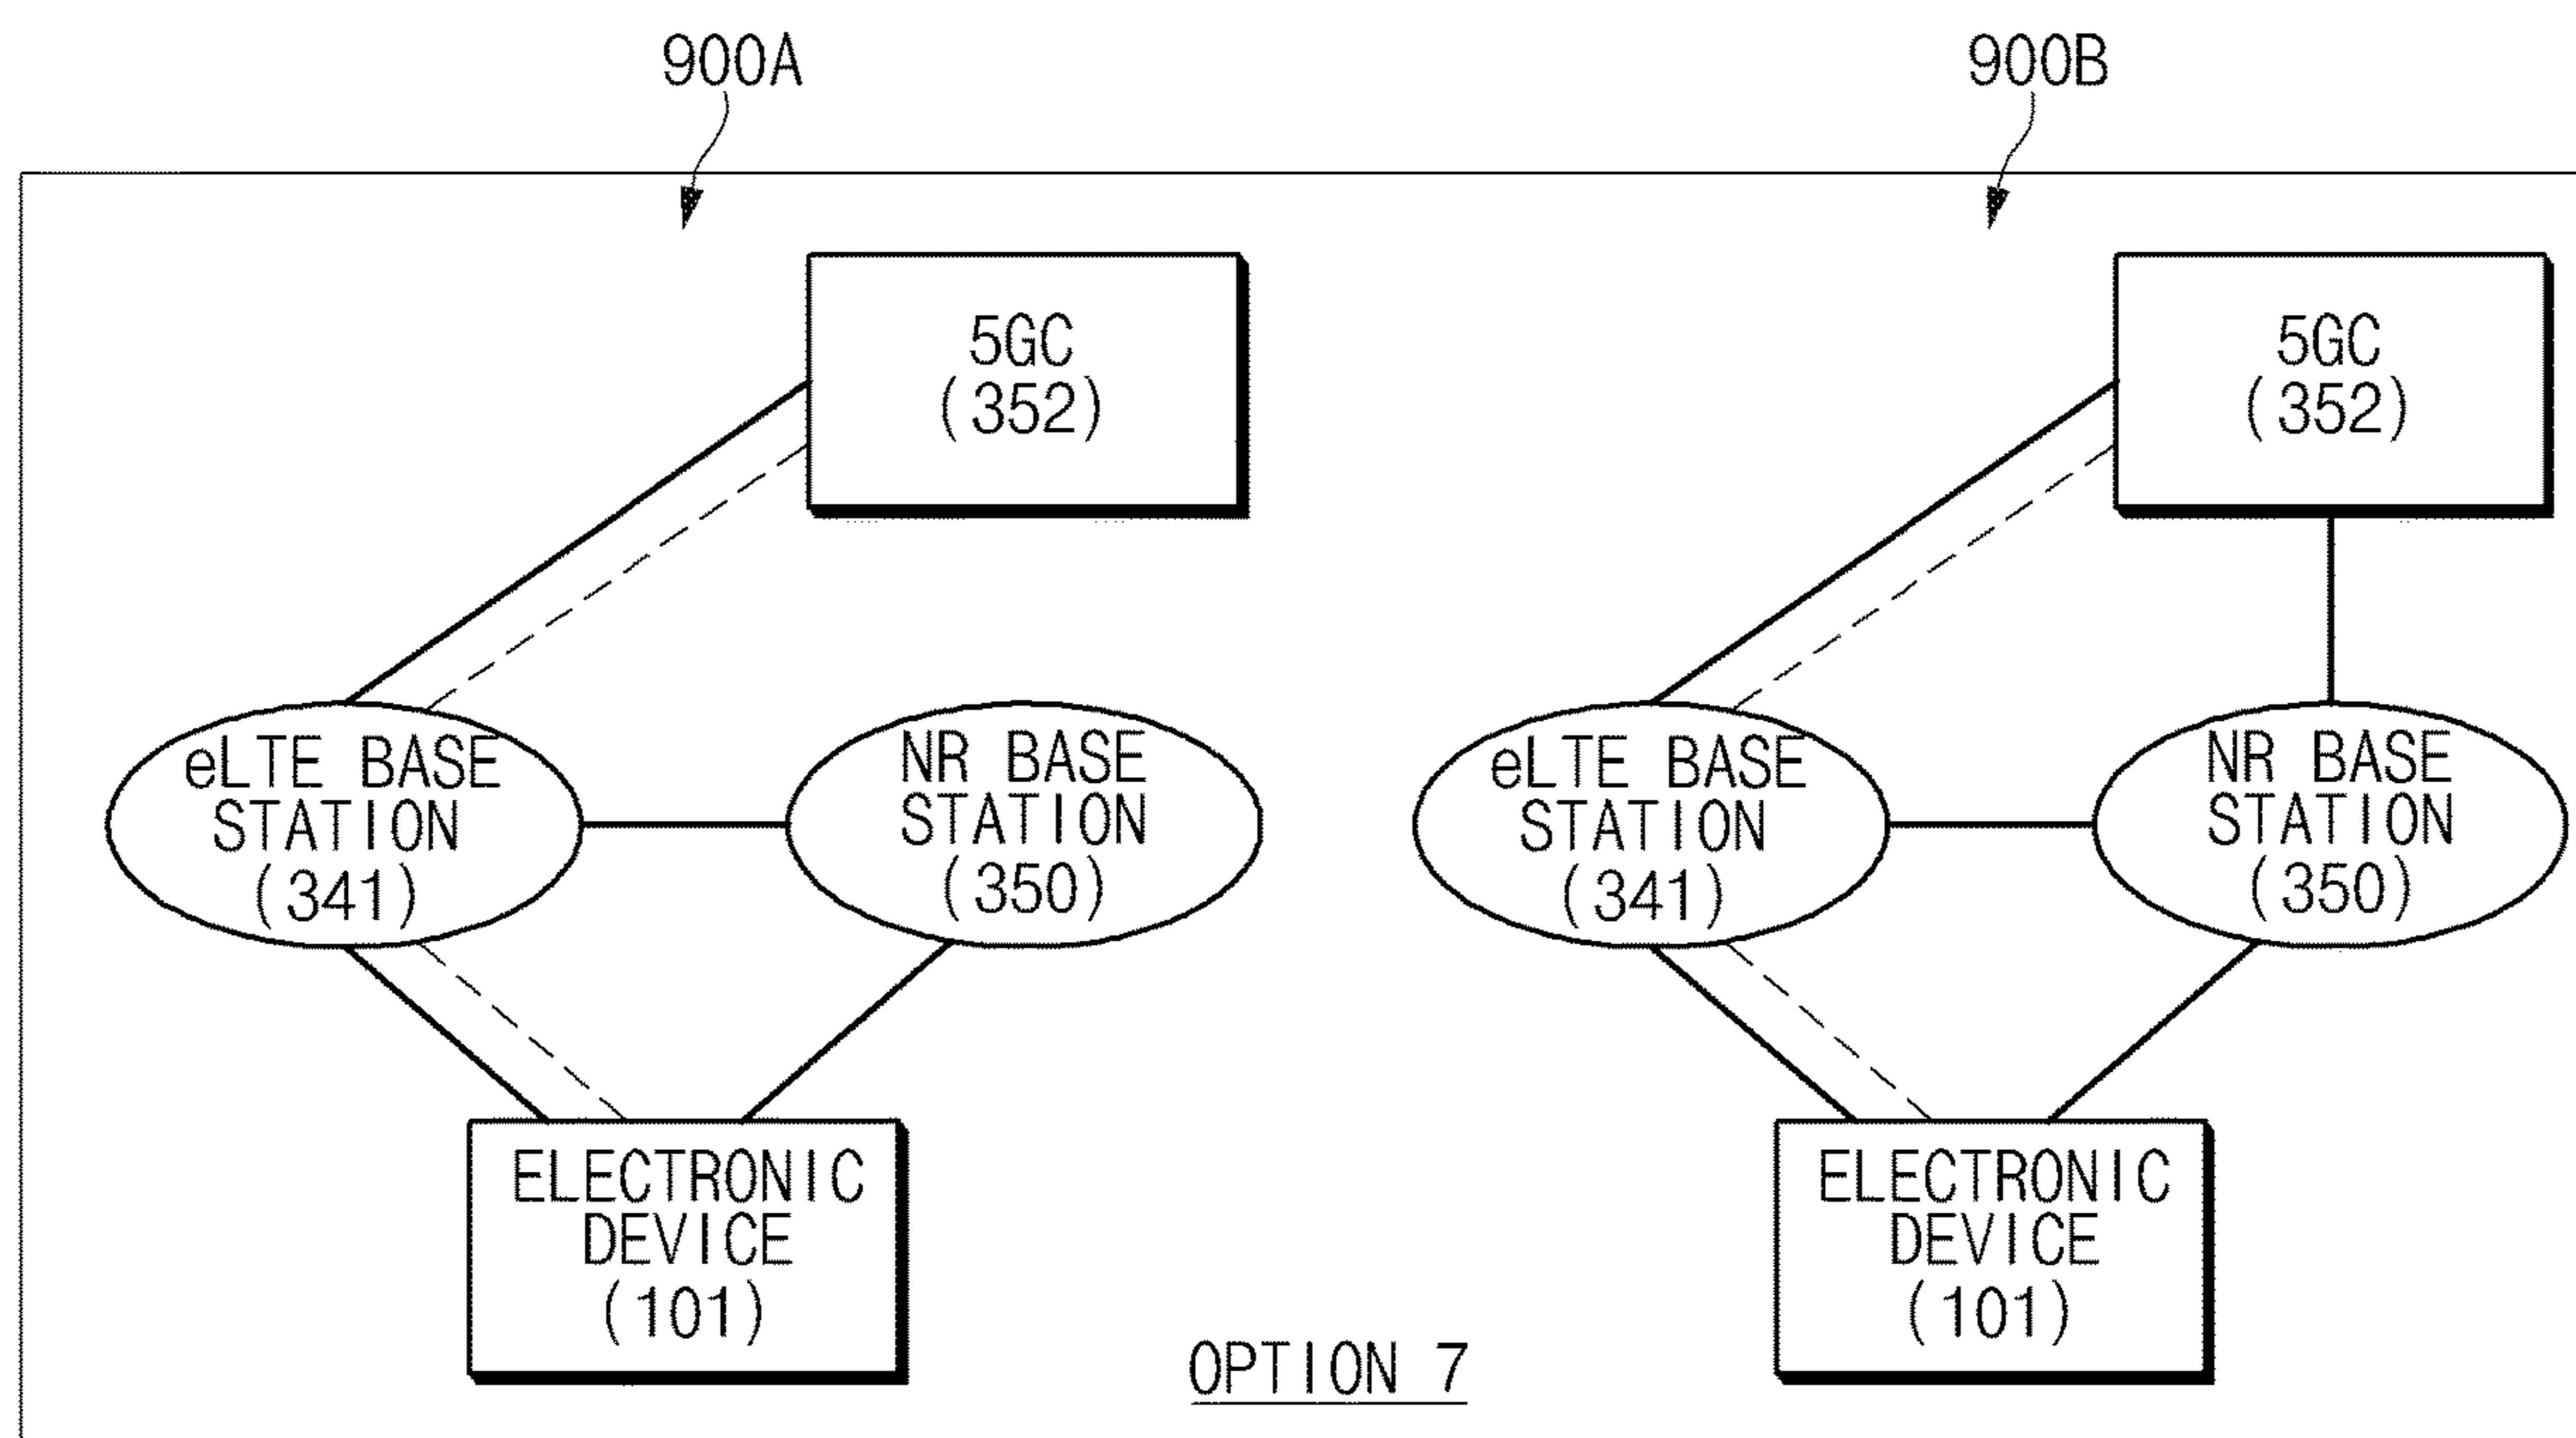 900A
900B
5GC
(352)
5GC
(352)
eLTE BASE
STATION
(341)
NR BASE
STATION
(350)
eLTE BASE
STATION
(341)
NR BASE
STATION
(350)
ELECTRONIC
DEVICE
(101)
ELECTRONIC
DEVICE
(101)
OPTION 7